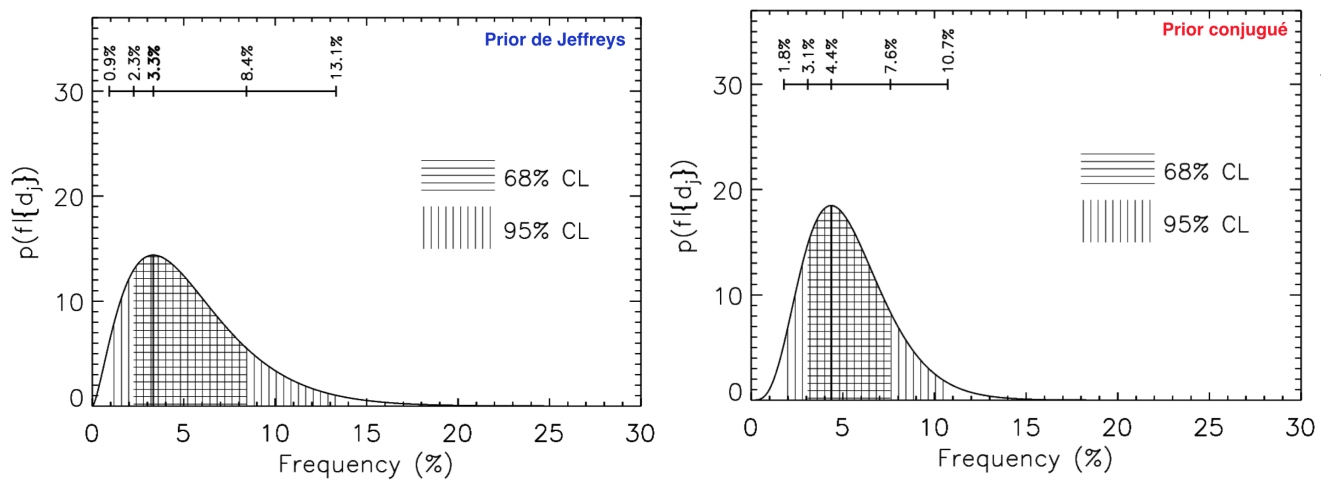 Prior de Jeffreys
0.9%
2.3%
3.3%
8.4%
13.1%
30
20
10
0
p(f|{dⱼ})
68% CL
95% CL
0 5 10 15 20 25 30
Frequency (%)
Prior conjugué
1.8%
3.1%
4.4%
7.6%
10.7%
30
20
10
0
p(f|{dⱼ})
68% CL
95% CL
0 5 10 15 20 25 30
Frequency (%)